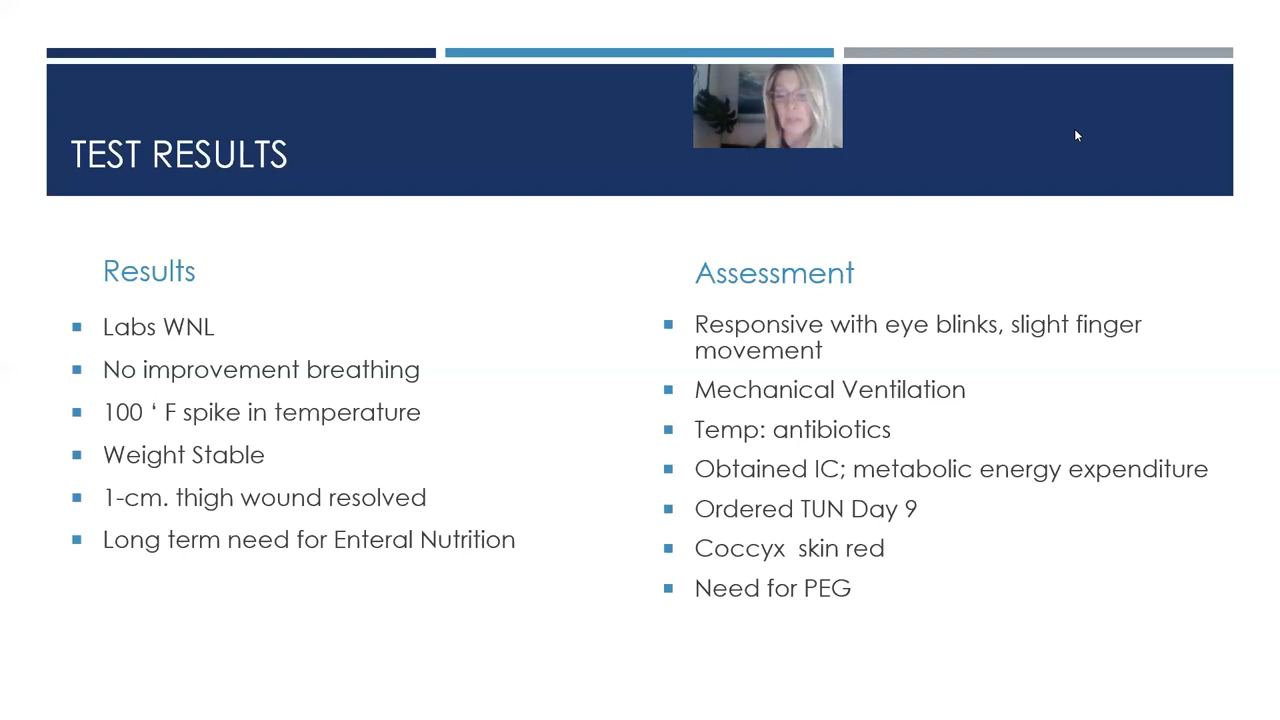 TEST RESULTS
Results
Labs WNL
No improvement breathing
100 ‘ F spike in temperature
Weight Stable
1-cm. thigh wound resolved
Long term need for Enteral Nutrition
Assessment
Responsive with eye blinks, slight finger
movement
Mechanical Ventilation
Temp: antibiotics
Obtained IC; metabolic energy expenditure
Ordered TUN Day 9
Coccyx  skin red
Need for PEG